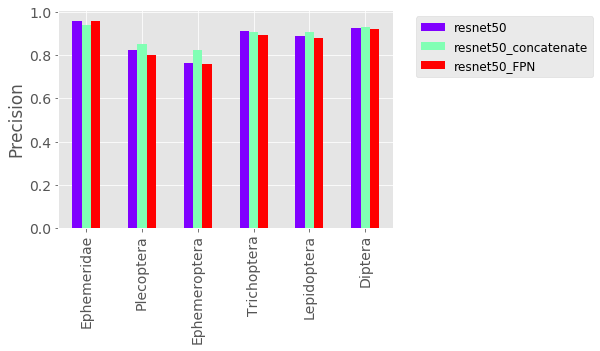 1.0
0.8
0.6
0.4
0.2
0.0
Precision
Ephemeridae
Plecoptera
Ephemeroptera
Trichoptera
Lepidoptera
Diptera
resnet50
resnet50_concatenate
resnet50_FPN